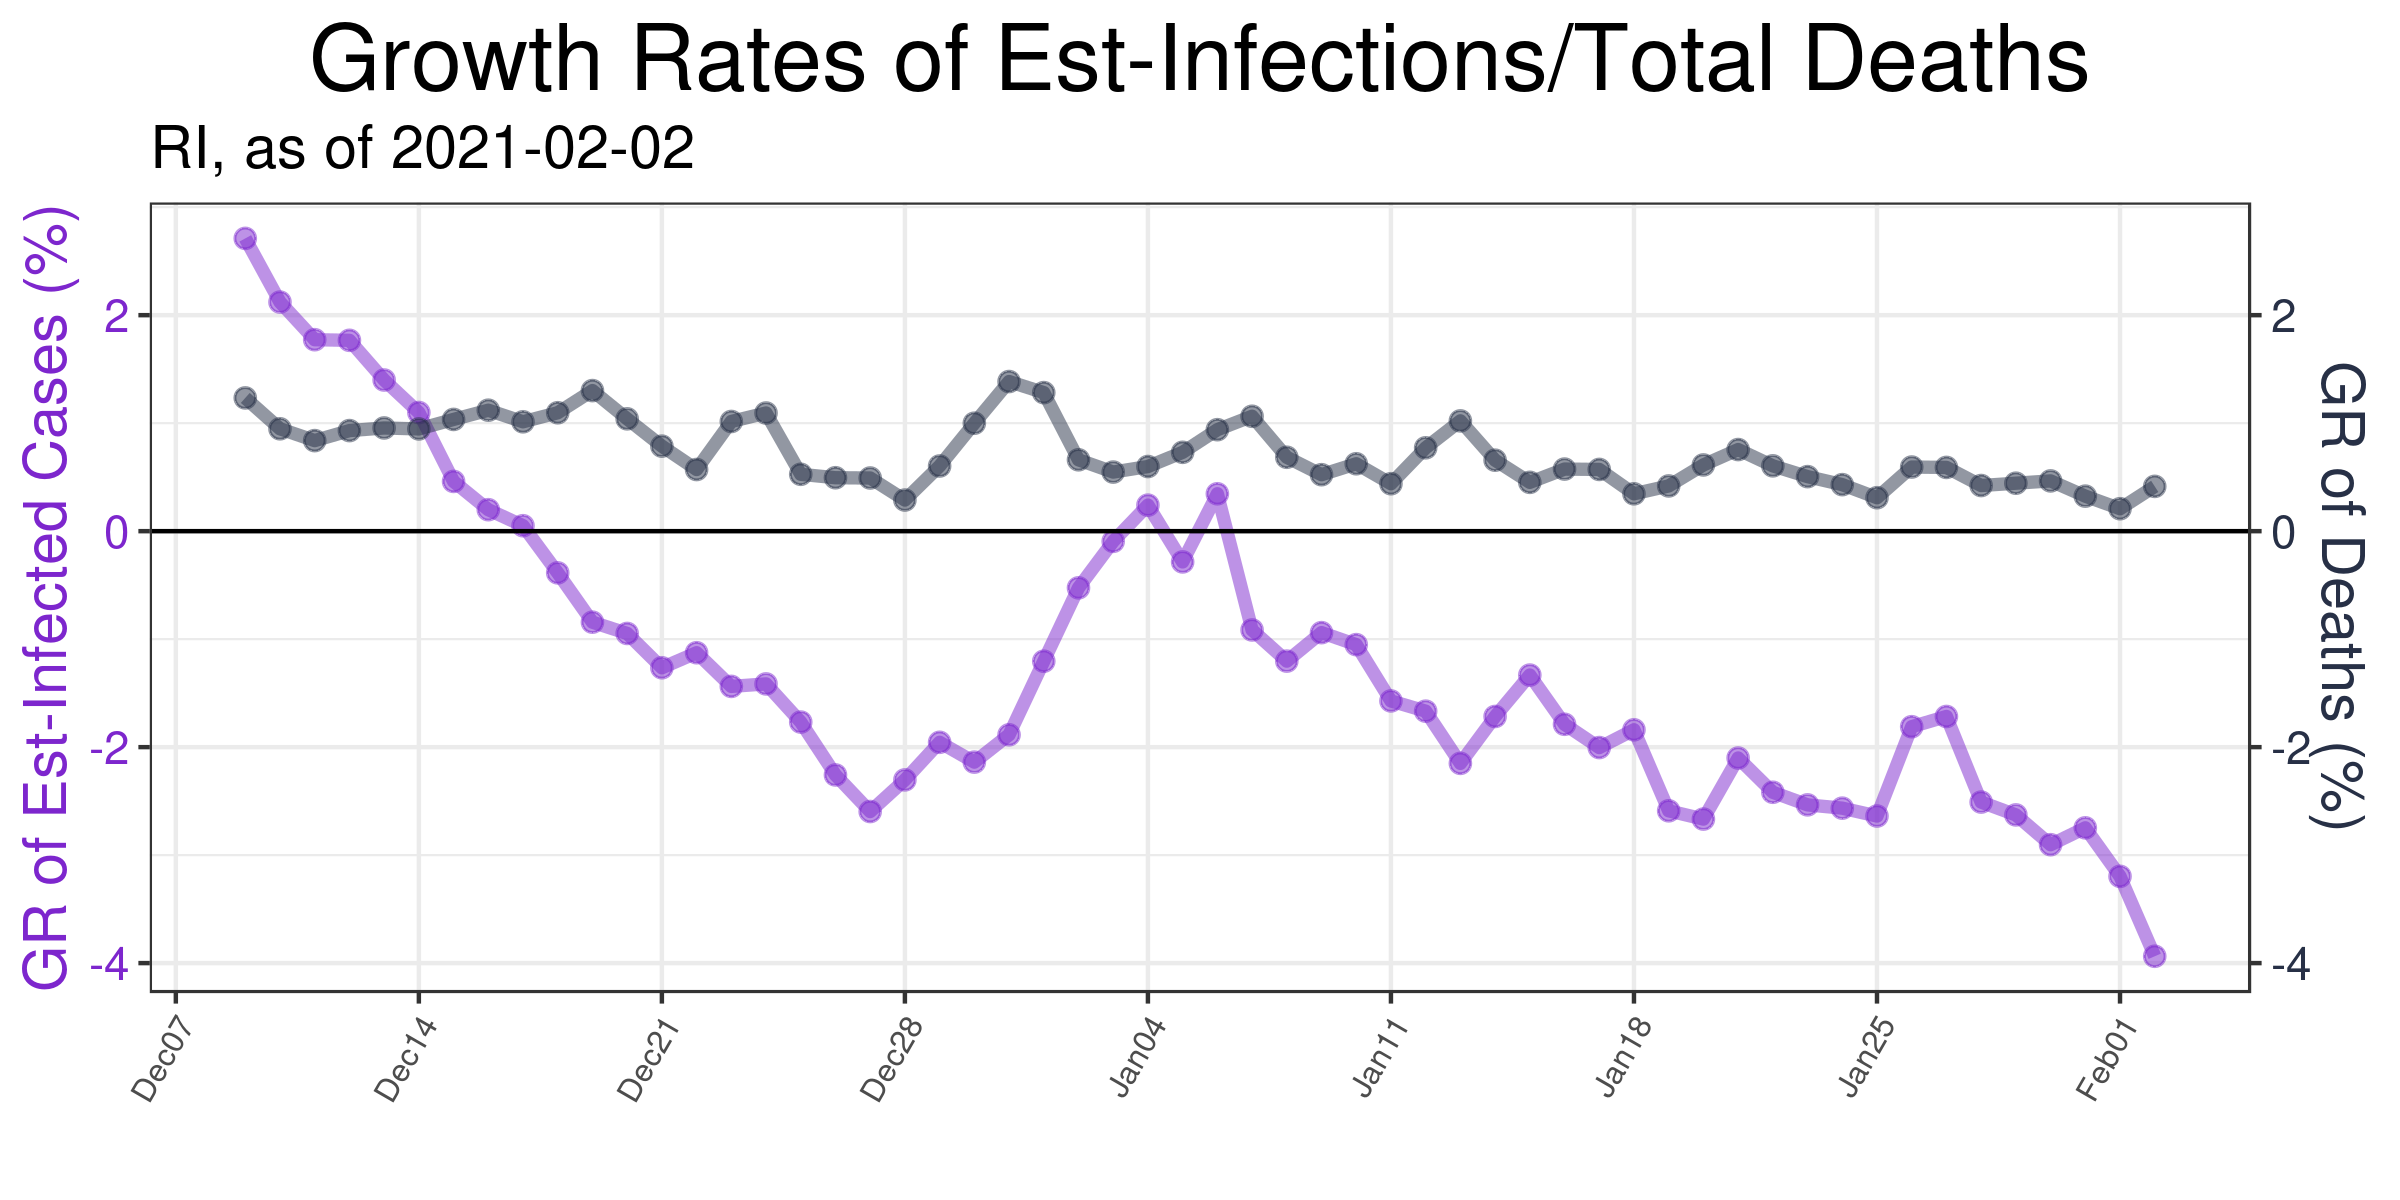 Growth Rates of Est-Infections/Total Deaths
RI, as of 2021-02-02
GR of Est-Infected Cases (%)
2
0
-2
-4
2
0
-2
-4
GR of Deaths (%)
Dec07
Dec14
Dec21
Dec28
Jan04
Jan11
Jan18
Jan25
Feb01